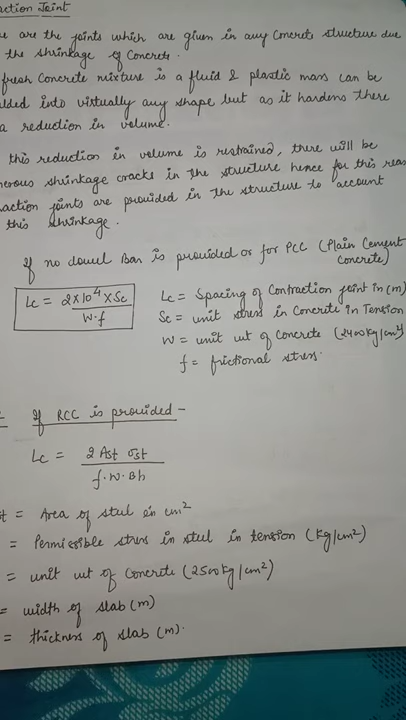 action Joint
e are the joints which are given in any Concrete structure due
the shrinkage of Concrete.
fresh Concrete mixture is a fluid & plastic mass can be
lded into virtually any shape but as it hardens there
a reduction in volume.
this reduction in volume is restrained, there will be
erous shrinkage cracks in the structure hence for this reas
action joints are provided in the structure to account
this shrinkage.
If no dowel Bar is provided or for PCC (Plain Cement
Concrete)
Lc = 2×10⁴×Sc / W.f
Lc = Spacing of Contraction joint in (m)
Sc = unit stress in Concrete in Tension
W = unit wt of Concrete (2400kg/cm²)
f = frictional stress.
If RCC is provided -
Lc = 2 Ast σst / f.W.Bh
t = Area of steel in cm²
= Permissible stress in steel in tension (kg/cm²)
= unit wt of Concrete (2500kg/cm²)
= width of slab (m)
= thickness of slab (m).